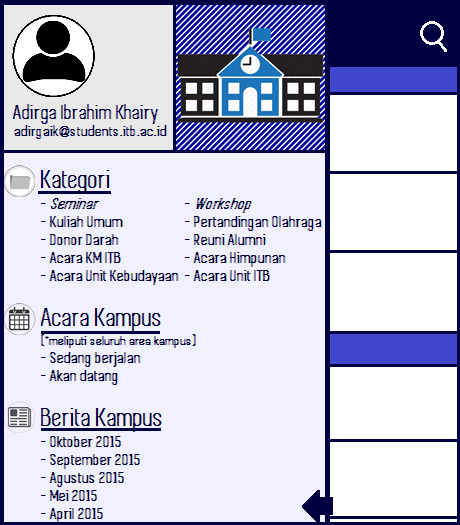 Adirga Ibrahim Khairy
adirgaik@students.itb.ac.id
Kategori
- Seminar
- Kuliah Umum
- Donor Darah
- Acara KM ITB
- Acara Unit Kebudayaan
- Workshop
- Pertandingan Olahraga
- Reuni Alumni
- Acara Himpunan
- Acara Unit ITB
Acara Kampus
(*meliputi seluruh area kampus)
- Sedang berjalan
- Akan datang
Berita Kampus
- Oktober 2015
- September 2015
- Agustus 2015
- Mei 2015
- April 2015